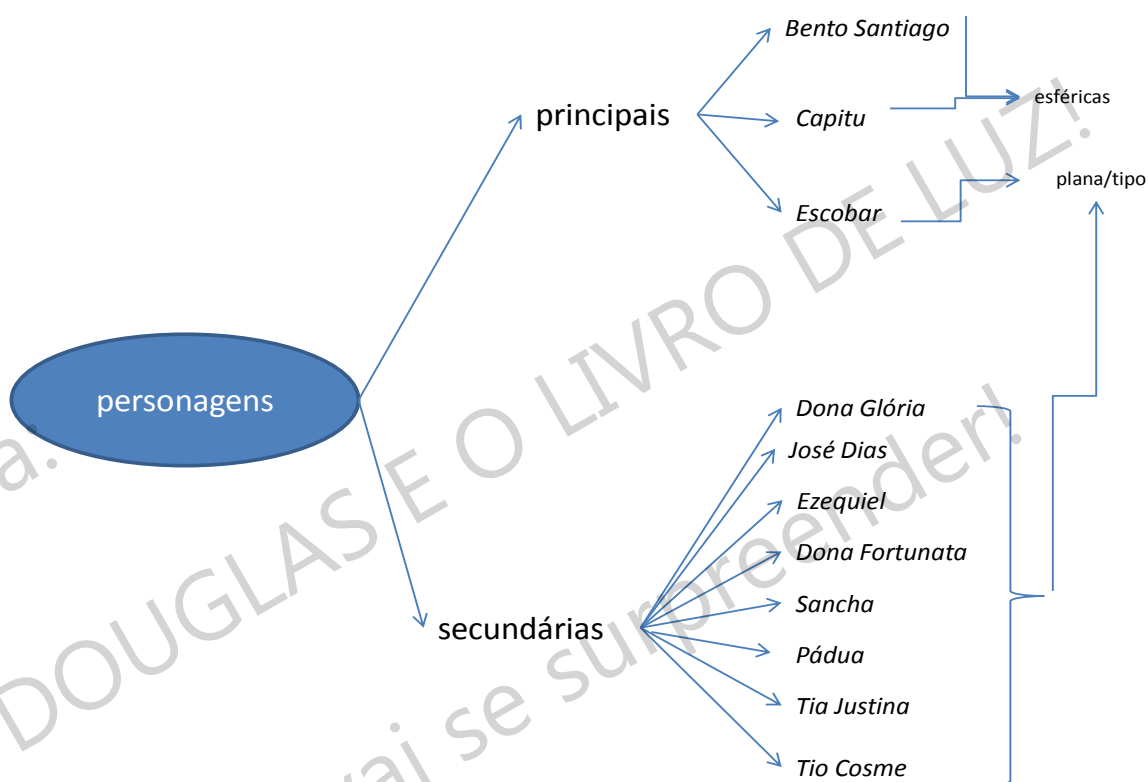 Bento Santiago
esféricas
principais
Capitu
plana/tipo
Escobar
personagens
Dona Glória
José Dias
Ezequiel
Dona Fortunata
secundárias
Sancha
Pádua
Tia Justina
Tio Cosme
a.
DOUGLAS E O LIVRO DE LUZ!
vai se surpreender!